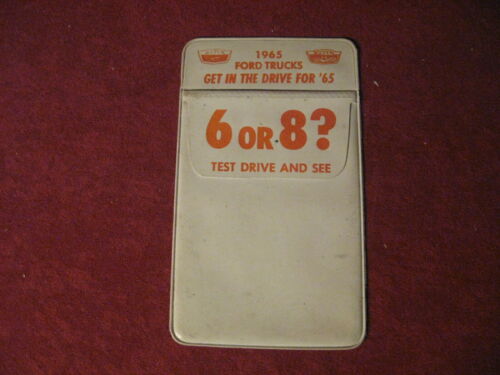 1965
FORD TRUCKS
GET IN THE DRIVE FOR '65
6 OR 8?
TEST DRIVE AND SEE